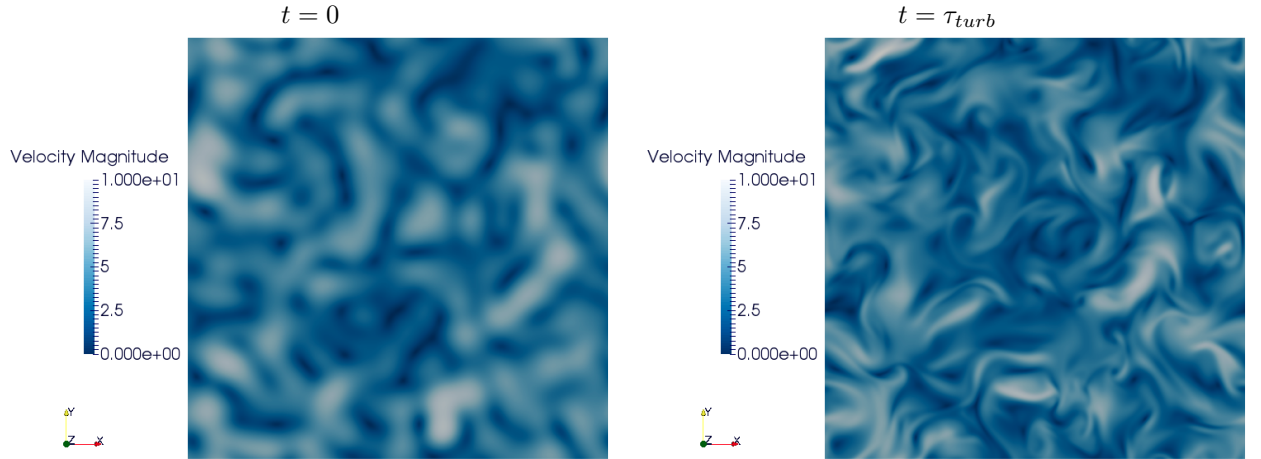 t = 0
Velocity Magnitude
1.000e+01
7.5
5
2.5
0.000e+00
Y
Z X
t = τ_turb
Velocity Magnitude
1.000e+01
7.5
5
2.5
0.000e+00
Y
Z X